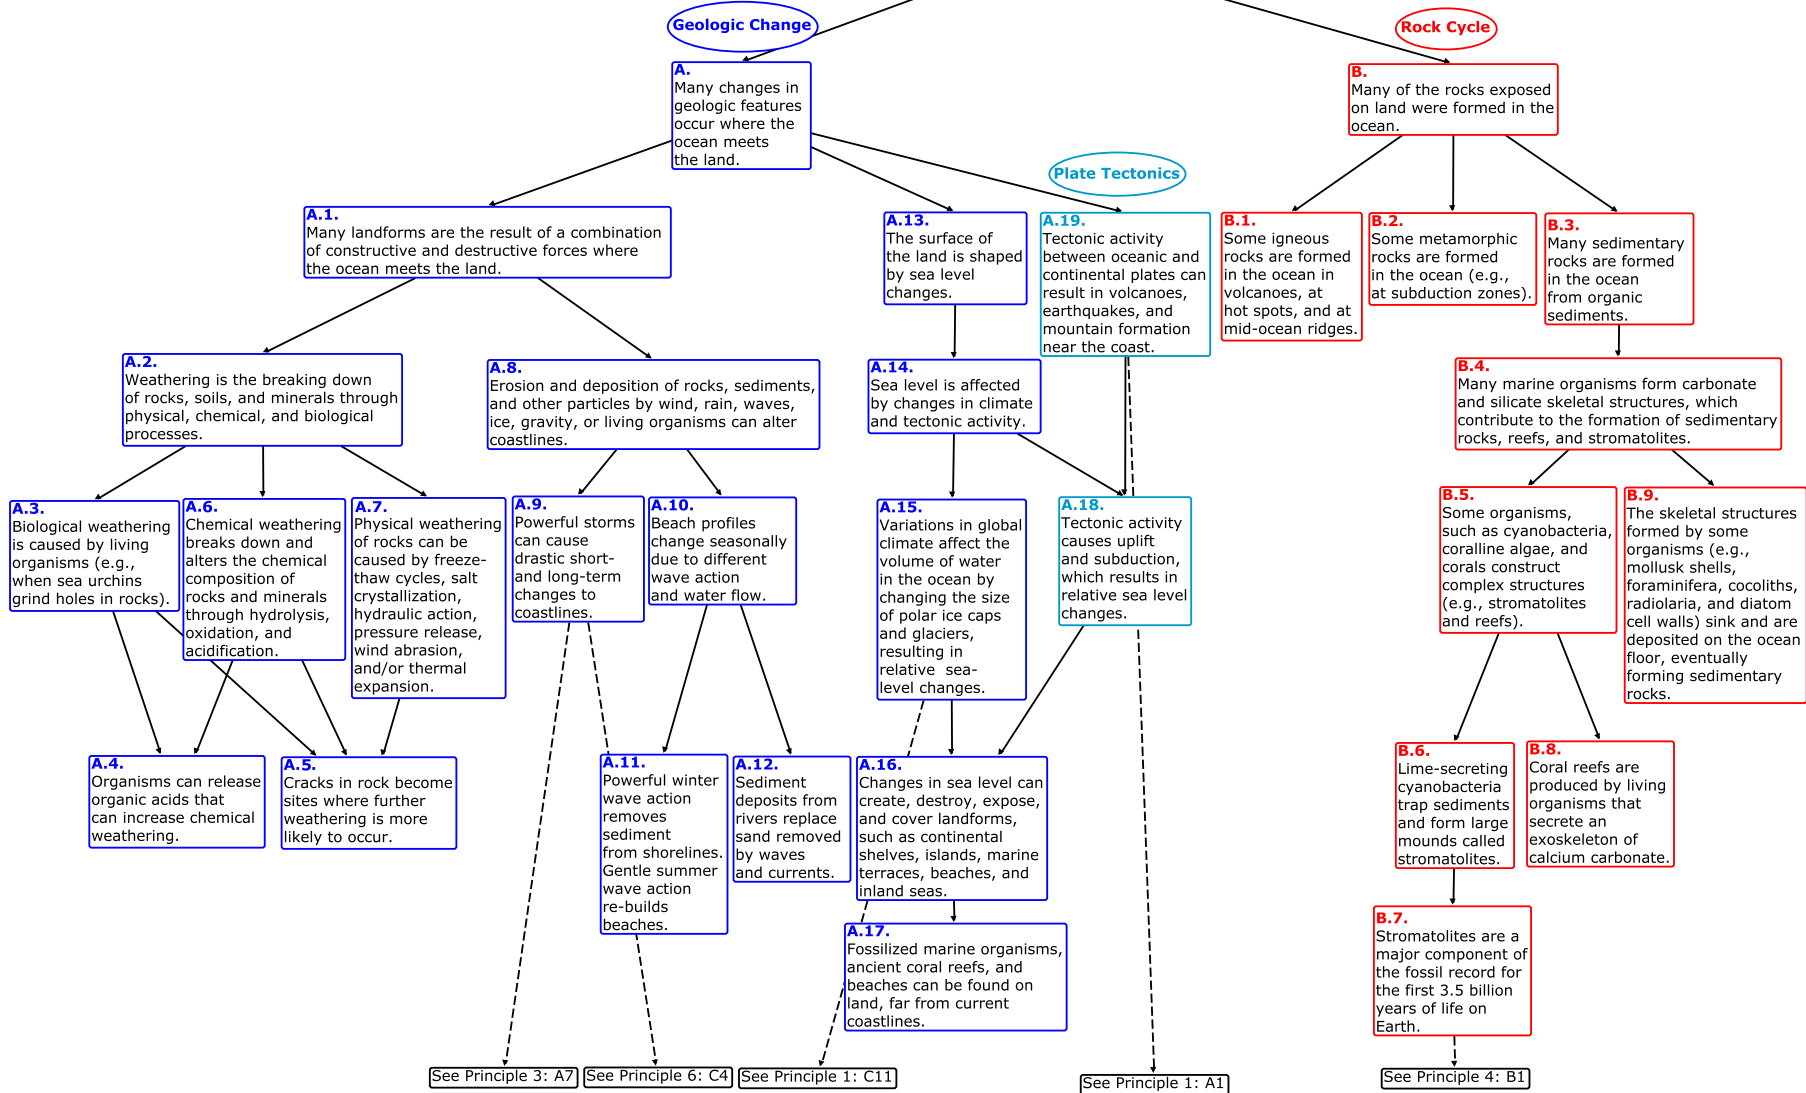 Geologic Change
Rock Cycle
A.
Many changes in
geologic features
occur where the
ocean meets
the land.
B.
Many of the rocks exposed
on land were formed in the
ocean.
Plate Tectonics
A.1.
Many landforms are the result of a combination
of constructive and destructive forces where
the ocean meets the land.
A.13.
The surface of
the land is shaped
by sea level
changes.
A.19.
Tectonic activity
between oceanic and
continental plates can
result in volcanoes,
earthquakes, and
mountain formation
near the coast.
B.1.
Some igneous
rocks are formed
in the ocean in
volcanoes, at
hot spots, and at
mid-ocean ridges.
B.2.
Some metamorphic
rocks are formed
in the ocean (e.g.,
at subduction zones).
B.3.
Many sedimentary
rocks are formed
in the ocean
from organic
sediments.
A.2.
Weathering is the breaking down
of rocks, soils, and minerals through
physical, chemical, and biological
processes.
A.8.
Erosion and deposition of rocks, sediments,
and other particles by wind, rain, waves,
ice, gravity, or living organisms can alter
coastlines.
A.14.
Sea level is affected
by changes in climate
and tectonic activity.
B.4.
Many marine organisms form carbonate
and silicate skeletal structures, which
contribute to the formation of sedimentary
rocks, reefs, and stromatolites.
A.3.
Biological weathering
is caused by living
organisms (e.g.,
when sea urchins
grind holes in rocks).
A.6.
Chemical weathering
breaks down and
alters the chemical
composition of
rocks and minerals
through hydrolysis,
oxidation, and
acidification.
A.7.
Physical weathering
of rocks can be
caused by freeze-
thaw cycles, salt
crystallization,
hydraulic action,
pressure release,
wind abrasion,
and/or thermal
expansion.
A.9.
Powerful storms
can cause
drastic short-
and long-term
changes to
coastlines.
A.10.
Beach profiles
change seasonally
due to different
wave action
and water flow.
A.15.
Variations in global
climate affect the
volume of water
in the ocean by
changing the size
of polar ice caps
and glaciers,
resulting in
relative sea-
level changes.
A.18.
Tectonic activity
causes uplift
and subduction,
which results in
relative sea level
changes.
B.5.
Some organisms,
such as cyanobacteria,
coralline algae, and
corals construct
complex structures
(e.g., stromatolites
and reefs).
B.9.
The skeletal structures
formed by some
organisms (e.g.,
mollusk shells,
foraminifera, cocoliths,
radiolaria, and diatom
cell walls) sink and are
deposited on the ocean
floor, eventually
forming sedimentary
rocks.
A.4.
Organisms can release
organic acids that
can increase chemical
weathering.
A.5.
Cracks in rock become
sites where further
weathering is more
likely to occur.
A.11.
Powerful winter
wave action
removes
sediment
from shorelines.
Gentle summer
wave action
re-builds
beaches.
A.12.
Sediment
deposits from
rivers replace
sand removed
by waves
and currents.
A.16.
Changes in sea level can
create, destroy, expose,
and cover landforms,
such as continental
shelves, islands, marine
terraces, beaches, and
inland seas.
B.6.
Lime-secreting
cyanobacteria
trap sediments
and form large
mounds called
stromatolites.
B.8.
Coral reefs are
produced by living
organisms that
secrete an
exoskeleton of
calcium carbonate.
A.17.
Fossilized marine organisms,
ancient coral reefs, and
beaches can be found on
land, far from current
coastlines.
B.7.
Stromatolites are a
major component of
the fossil record for
the first 3.5 billion
years of life on
Earth.
See Principle 3: A7
See Principle 6: C4
See Principle 1: C11
See Principle 1: A1
See Principle 4: B1